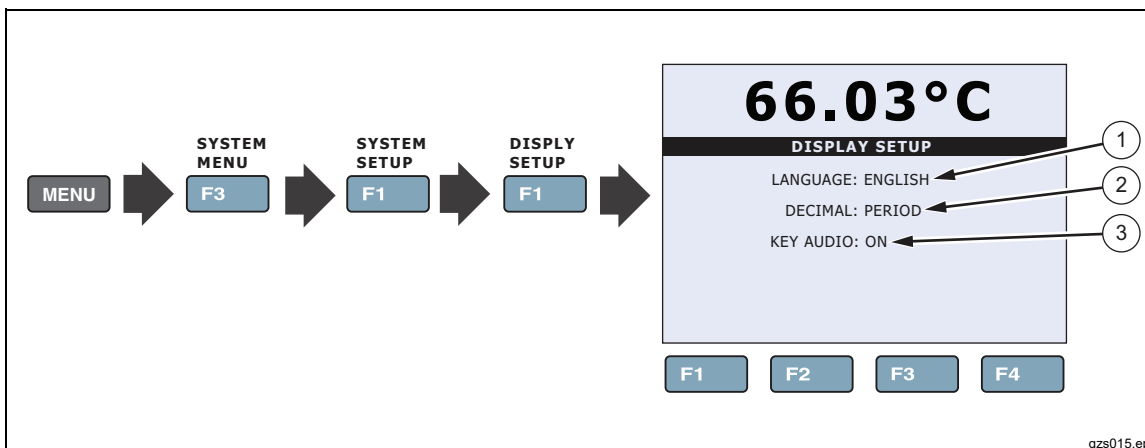 66.03°C
DISPLAY SETUP
LANGUAGE: ENGLISH
DECIMAL: PERIOD
KEY AUDIO: ON
1
2
3
MENU
SYSTEM
MENU
F3
SYSTEM
SETUP
F1
DISPLY
SETUP
F1
F1
F2
F3
F4